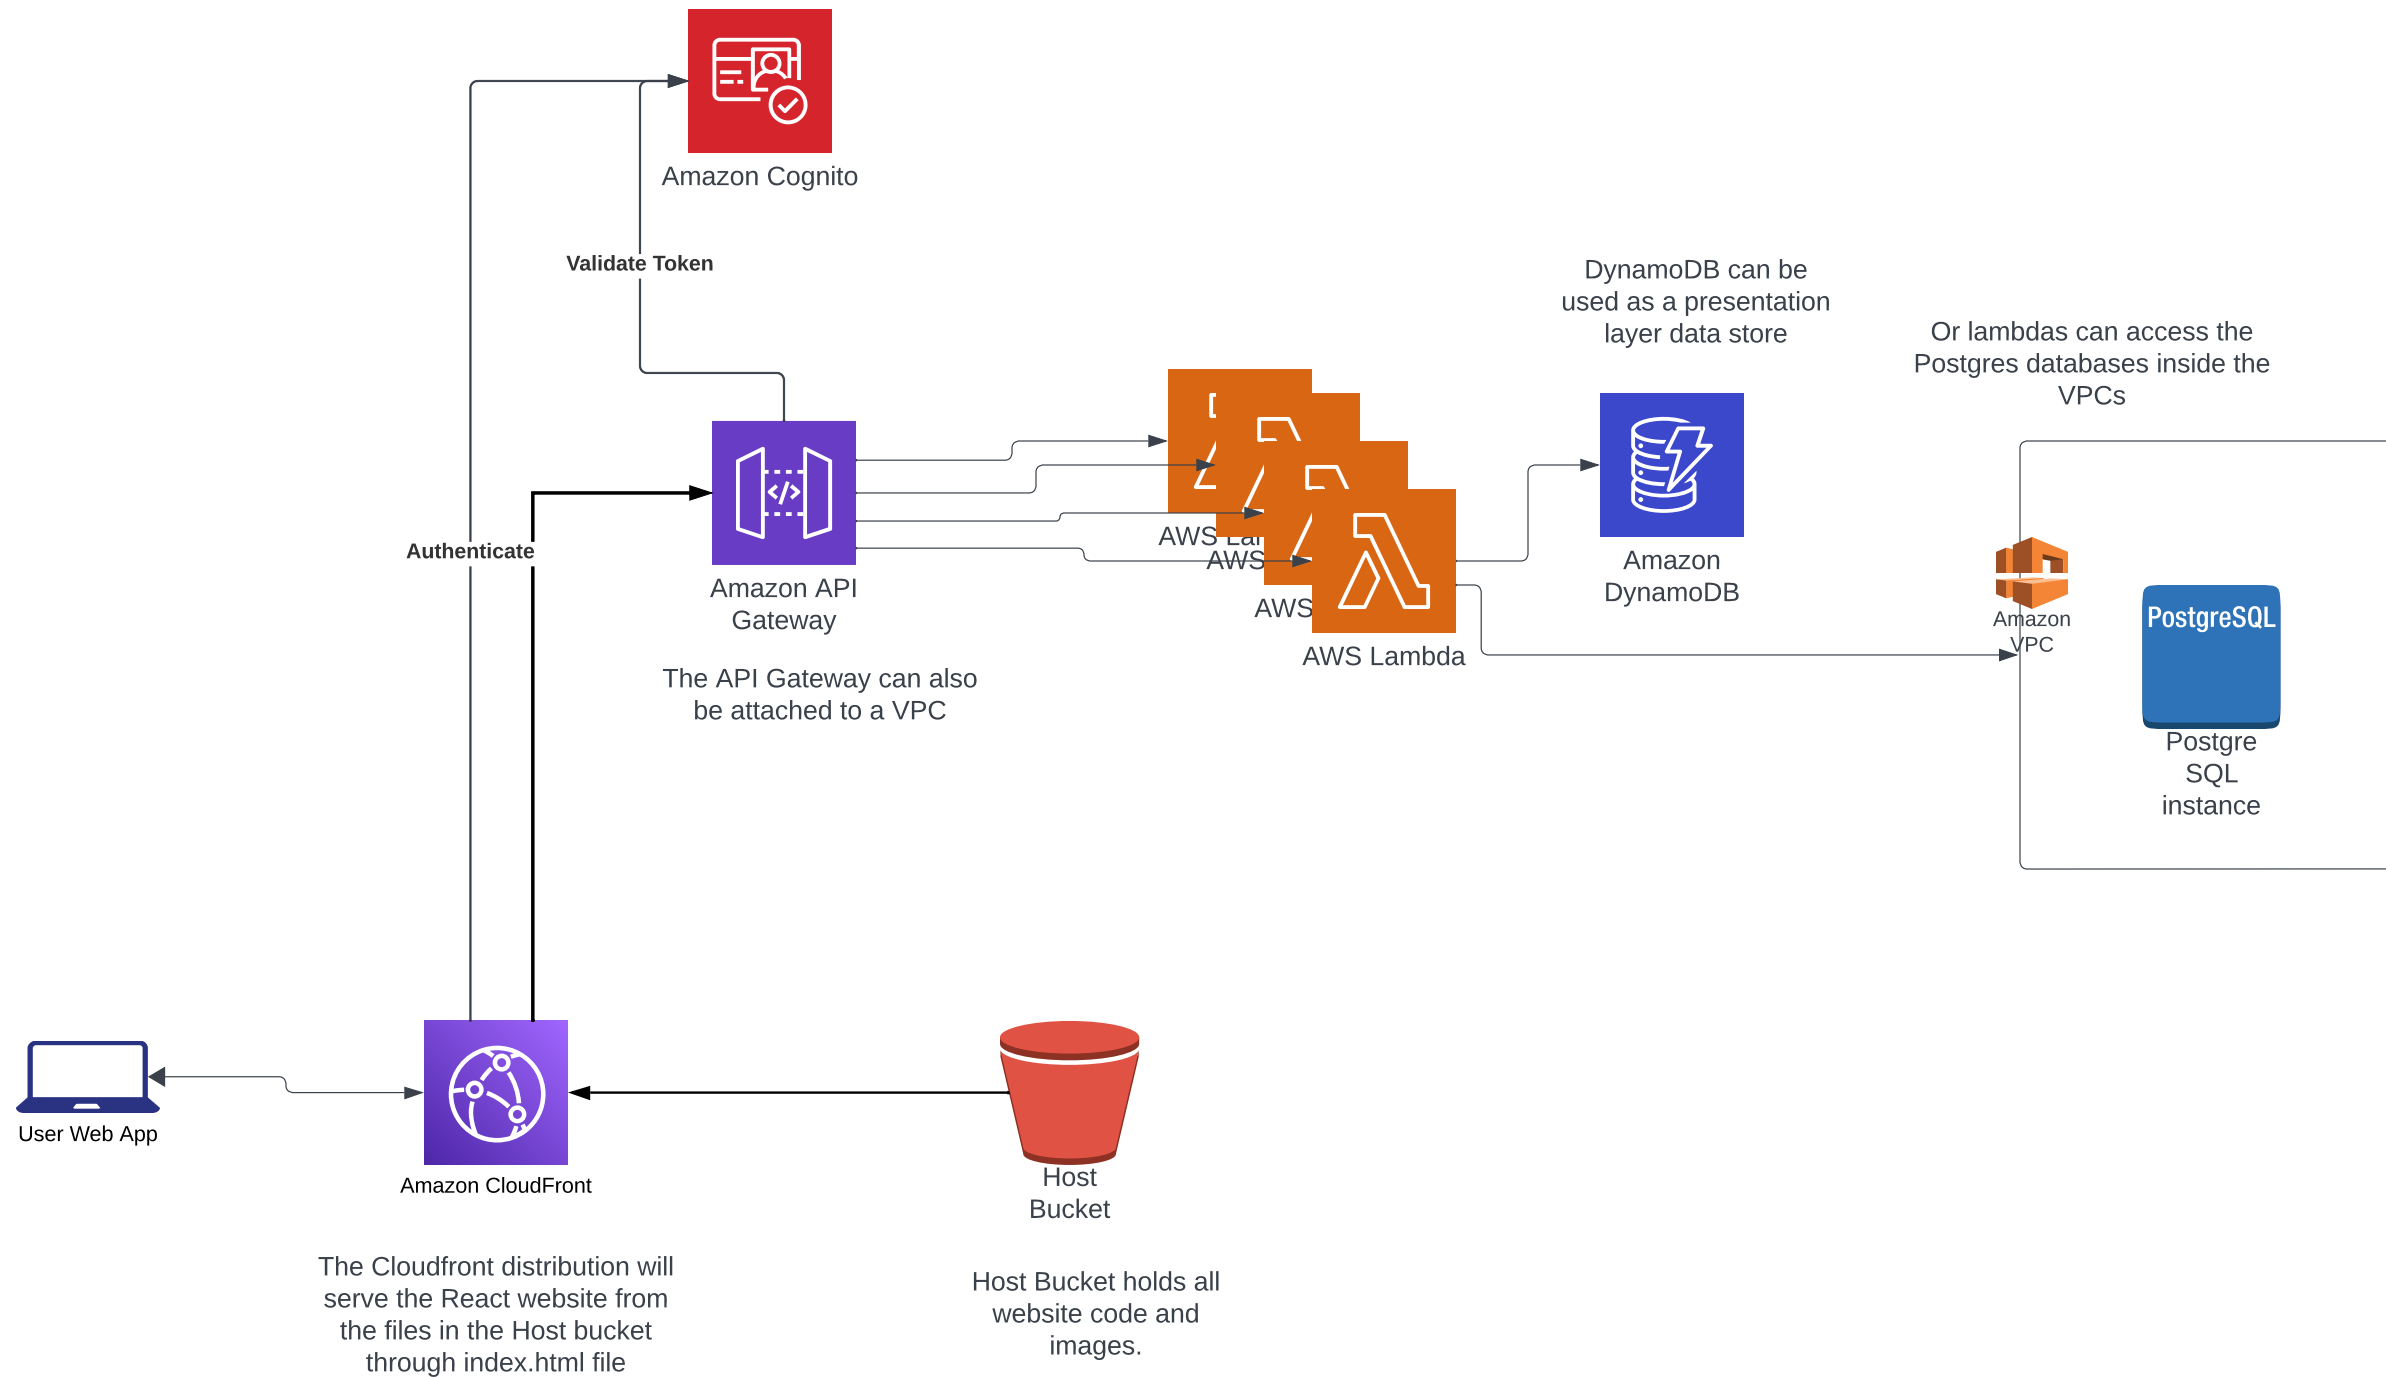 Amazon Cognito
Validate Token
DynamoDB can be
used as a presentation
layer data store
Or lambdas can access the
Postgres databases inside the
VPCs
Authenticate
Amazon API
Gateway
The API Gateway can also
be attached to a VPC
AWS
AWS
AWS
AWS Lambda
Amazon
DynamoDB
Amazon
VPC
PostgreSQL
Postgre
SQL
instance
User Web App
Amazon CloudFront
The Cloudfront distribution will
serve the React website from
the files in the Host bucket
through index.html file
Host
Bucket
Host Bucket holds all
website code and
images.